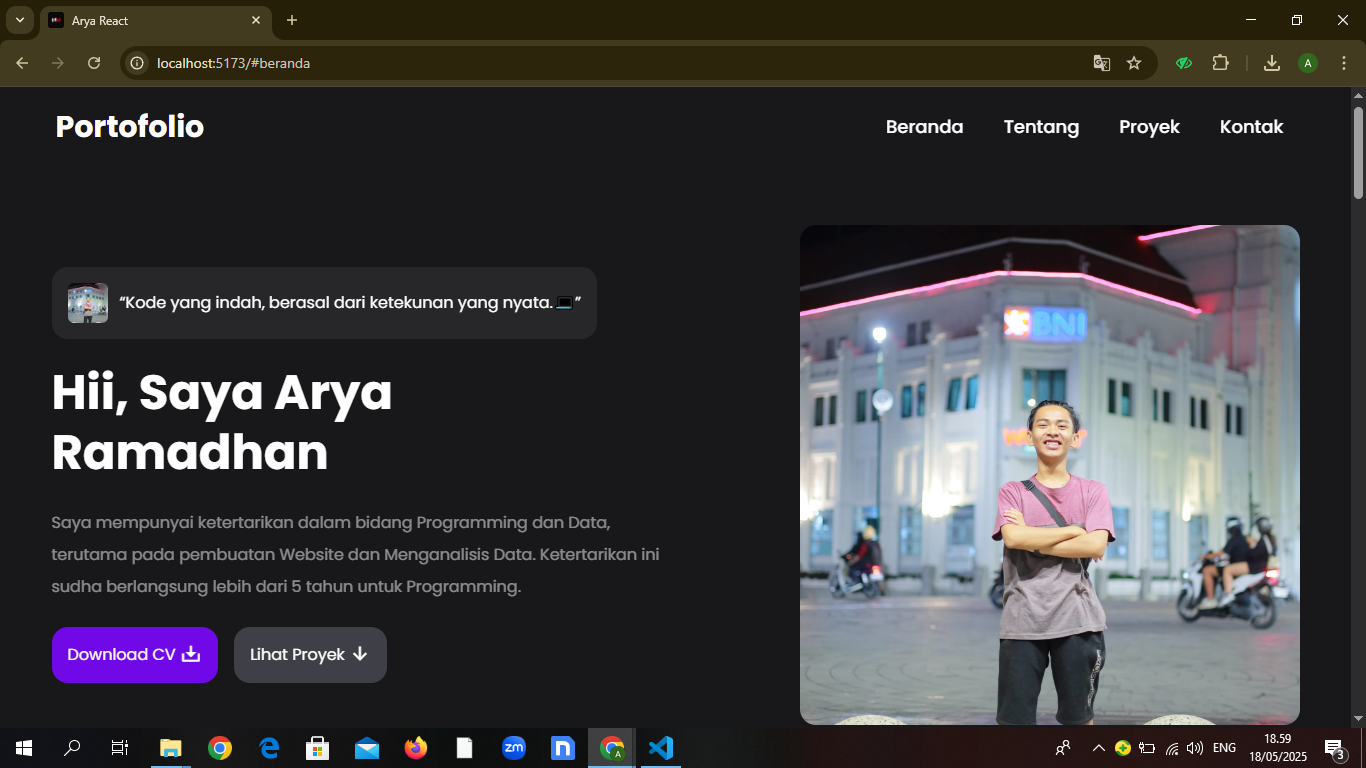 Arya React
localhost:5173/#beranda
A
Portofolio
Beranda Tentang Proyek Kontak
“Kode yang indah, berasal dari ketekunan yang nyata.💻”
BNI
Hii, Saya Arya
Ramadhan
Saya mempunyai ketertarikan dalam bidang Programming dan Data,
terutama pada pembuatan Website dan Menganalisis Data. Ketertarikan ini
sudha berlangsung lebih dari 5 tahun untuk Programming.
Download CV
Lihat Proyek
zm
A
ENG
18.59
18/05/2025
3